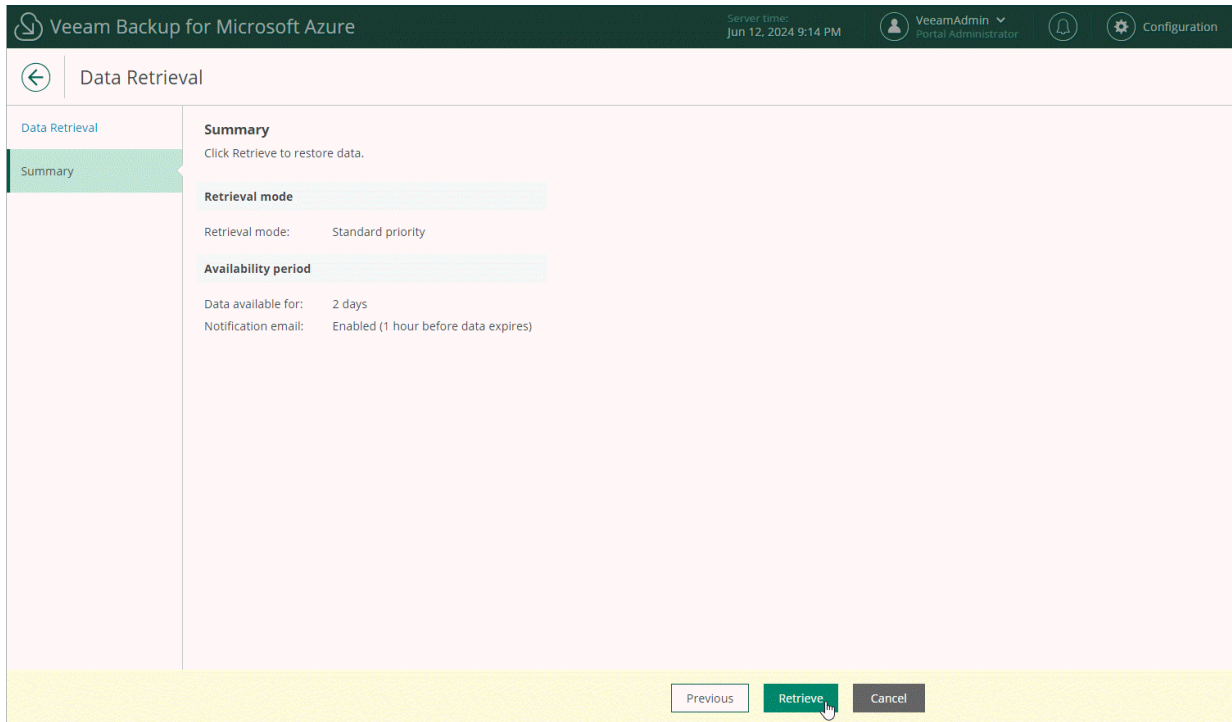 Veeam Backup for Microsoft Azure
Server time:
Jun 12, 2024 9:14 PM
VeeamAdmin
Portal Administrator
Configuration
Data Retrieval
Data Retrieval
Summary
Summary
Click Retrieve to restore data.
Retrieval mode
Retrieval mode: Standard priority
Availability period
Data available for: 2 days
Notification email: Enabled (1 hour before data expires)
Previous
Retrieve
Cancel